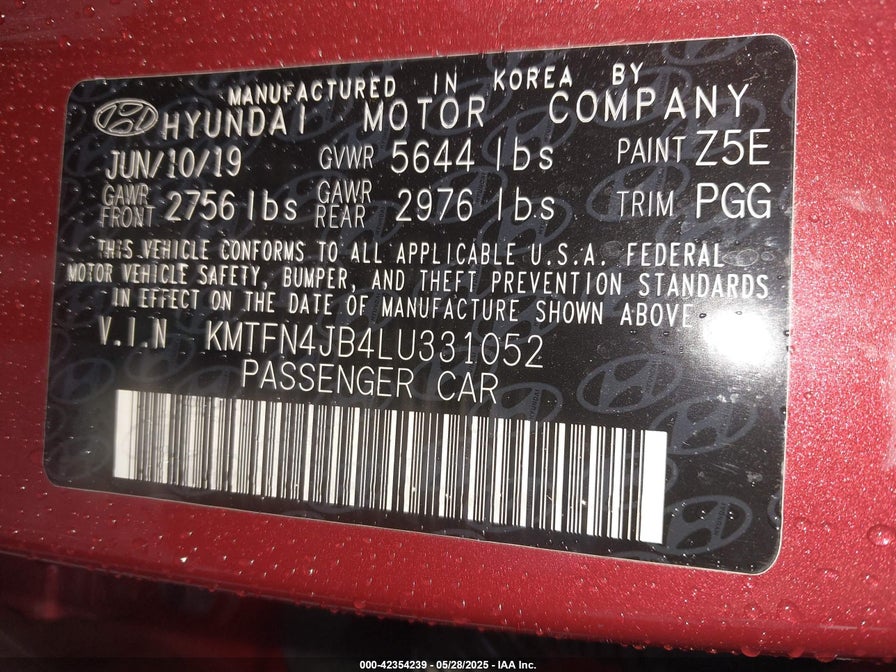 MANUFACTURED IN KOREA BY
HYUNDAI MOTOR COMPANY
JUN/10/19 GVWR 5644 lbs PAINT Z5E
GAWR FRONT 2756 lbs GAWR REAR 2976 lbs TRIM PGG
THIS VEHICLE CONFORMS TO ALL APPLICABLE U.S.A. FEDERAL
MOTOR VEHICLE SAFETY, BUMPER, AND THEFT PREVENTION STANDARDS
IN EFFECT ON THE DATE OF MANUFACTURE SHOWN ABOVE.
V.I.N KMTFN4JB4LU331052
PASSENGER CAR
000-42354239 - 05/28/2025 - IAA Inc.